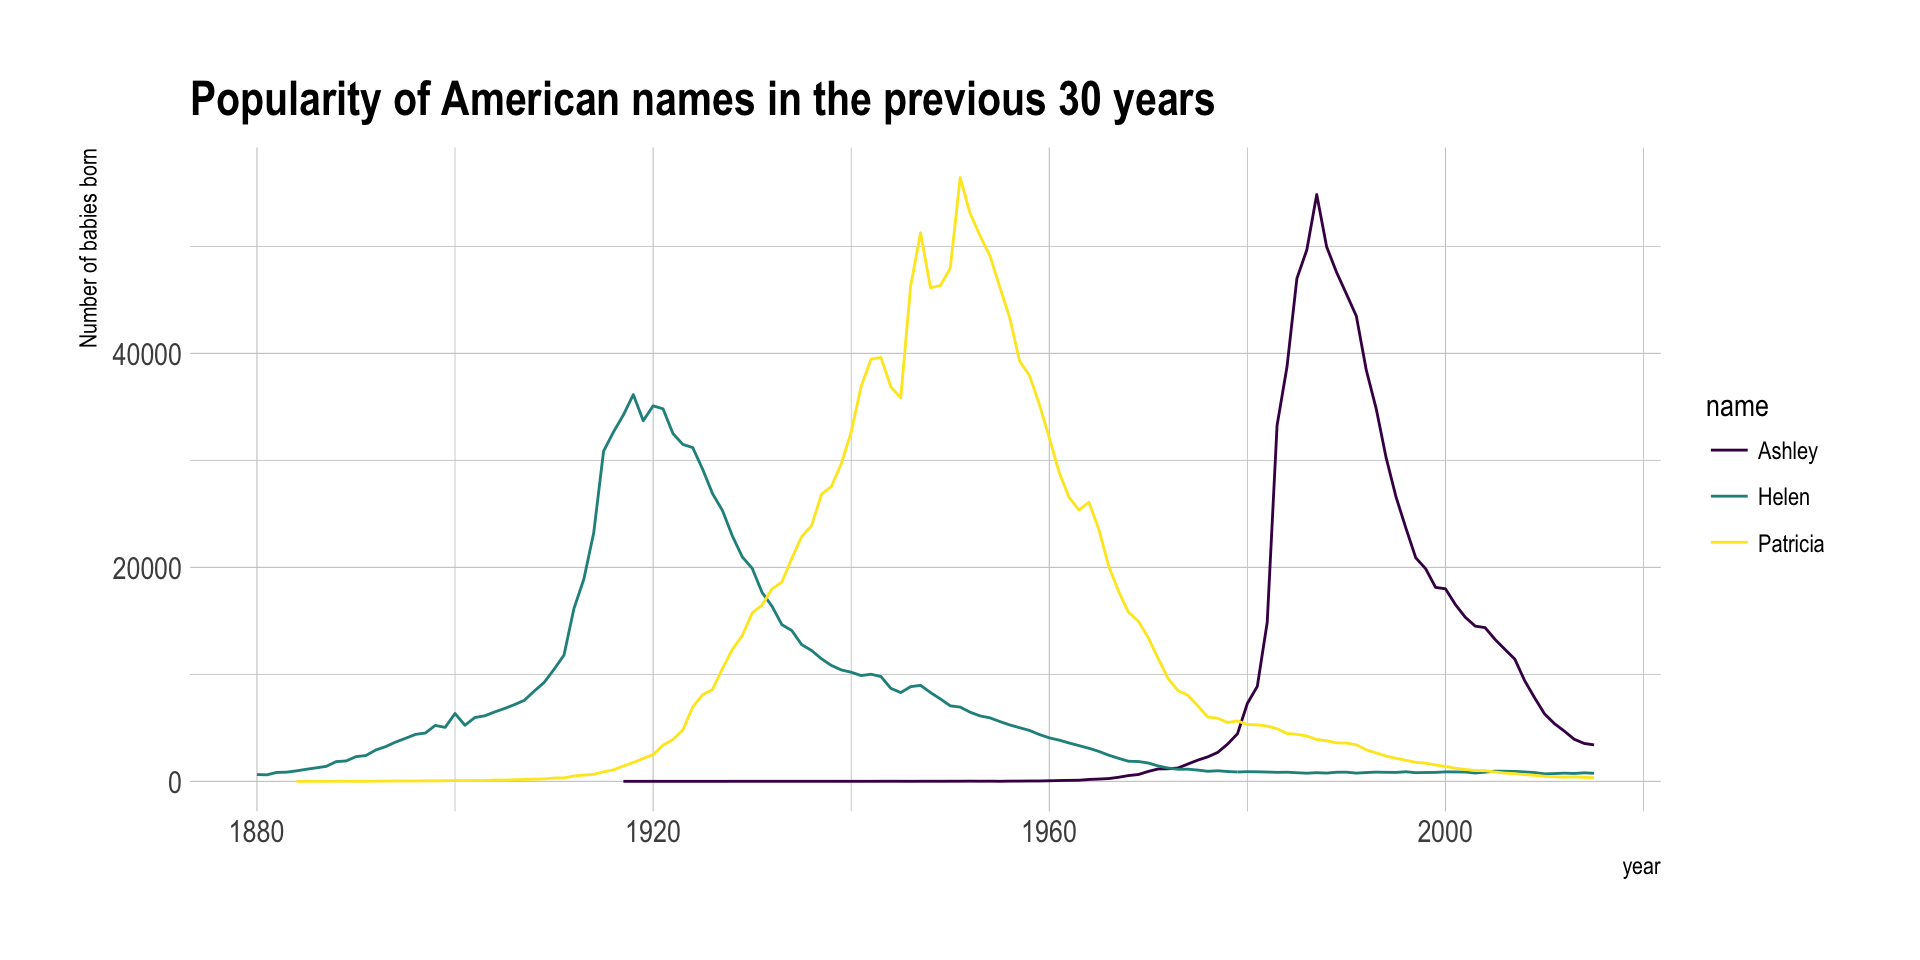 Popularity of American names in the previous 30 years
Number of babies born
40000
20000
0
1880
1920
1960
2000
year
name
Ashley
Helen
Patricia